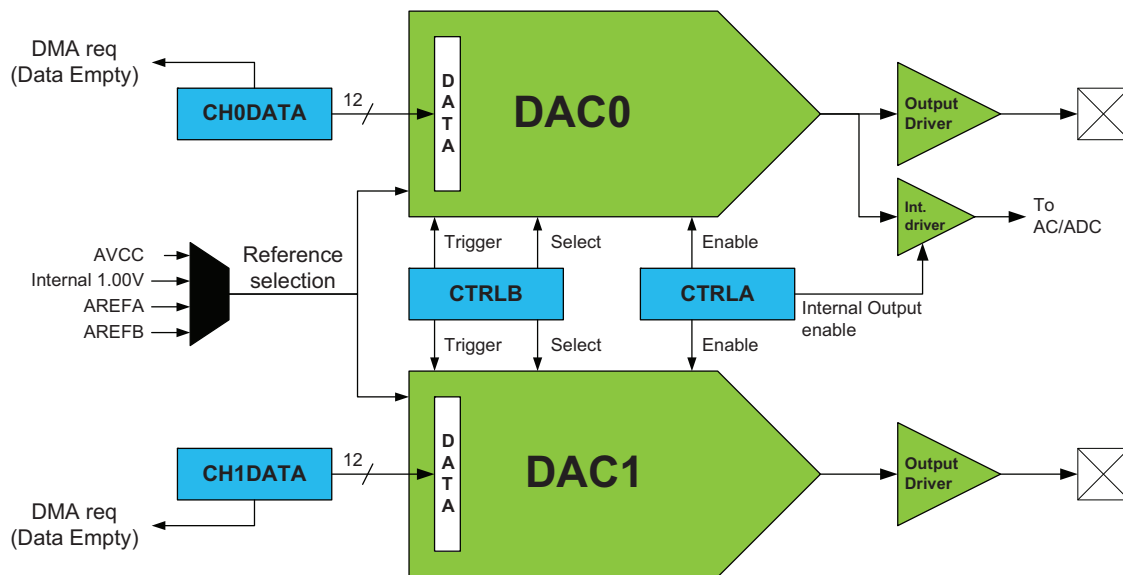 DMA req
(Data Empty)
CH0DATA
12
DATA
DAC0
Output
Driver
Int.
driver
To
AC/ADC
Trigger
Select
Enable
AVCC
Internal 1.00V
AREFA
AREFB
Reference
selection
CTRLB
CTRLA
Internal Output
enable
Trigger
Select
Enable
CH1DATA
12
DATA
DAC1
Output
Driver
DMA req
(Data Empty)